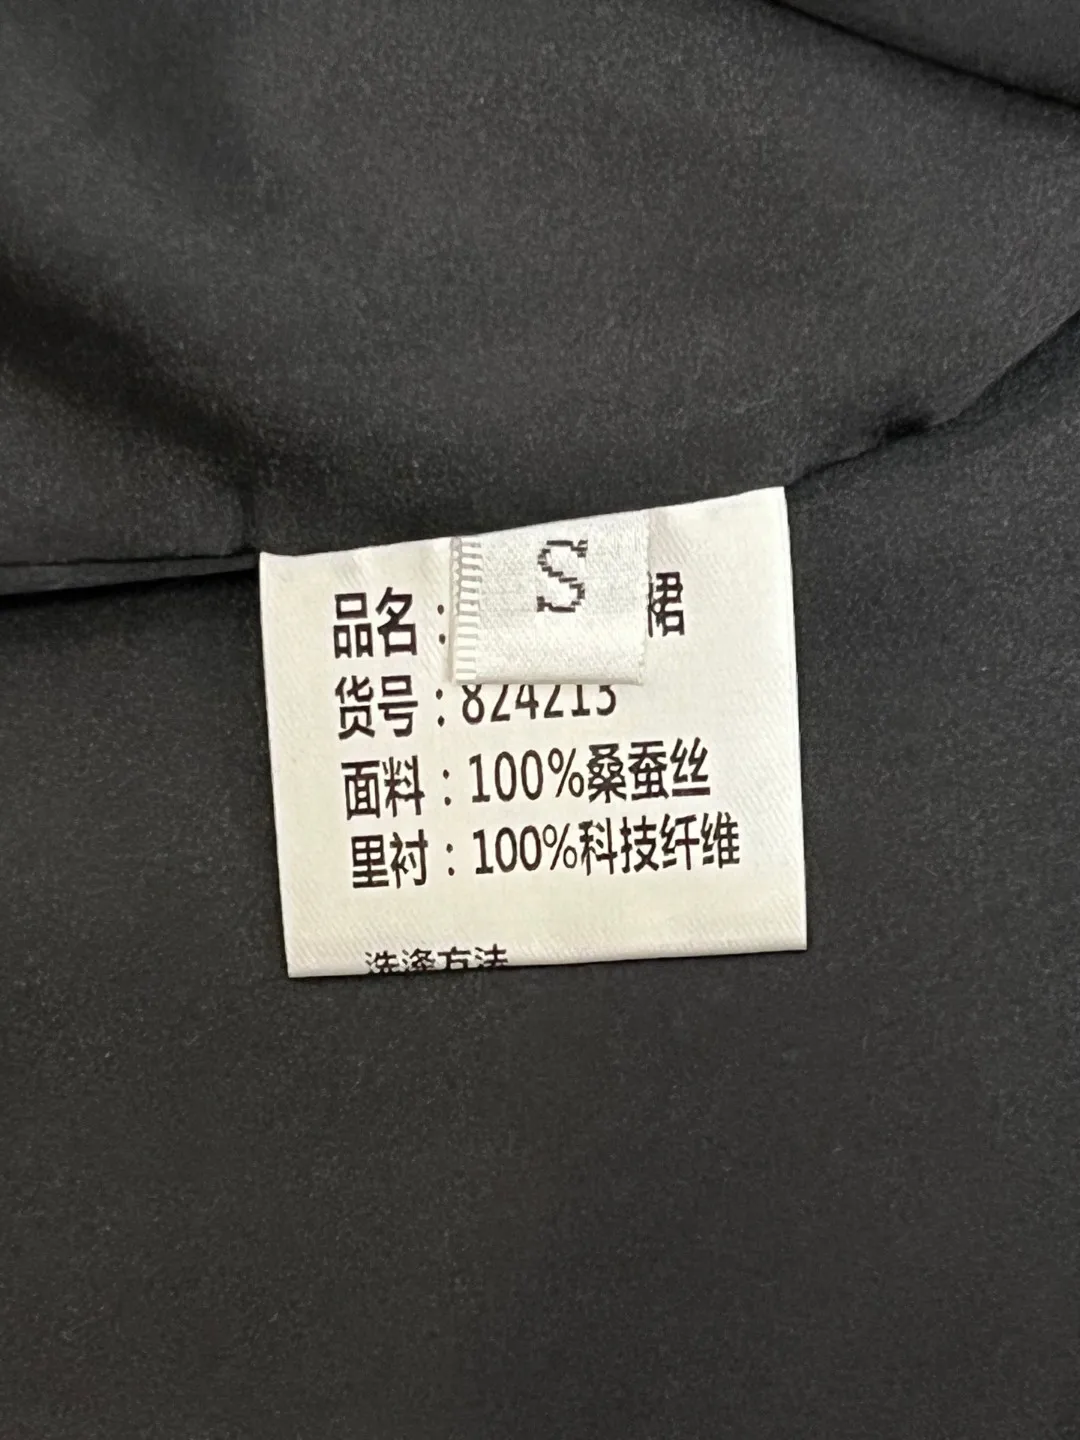 S
品名: 裙
货号:824213
面料:100%桑蚕丝
里衬:100%科技纤维
洗涤方法